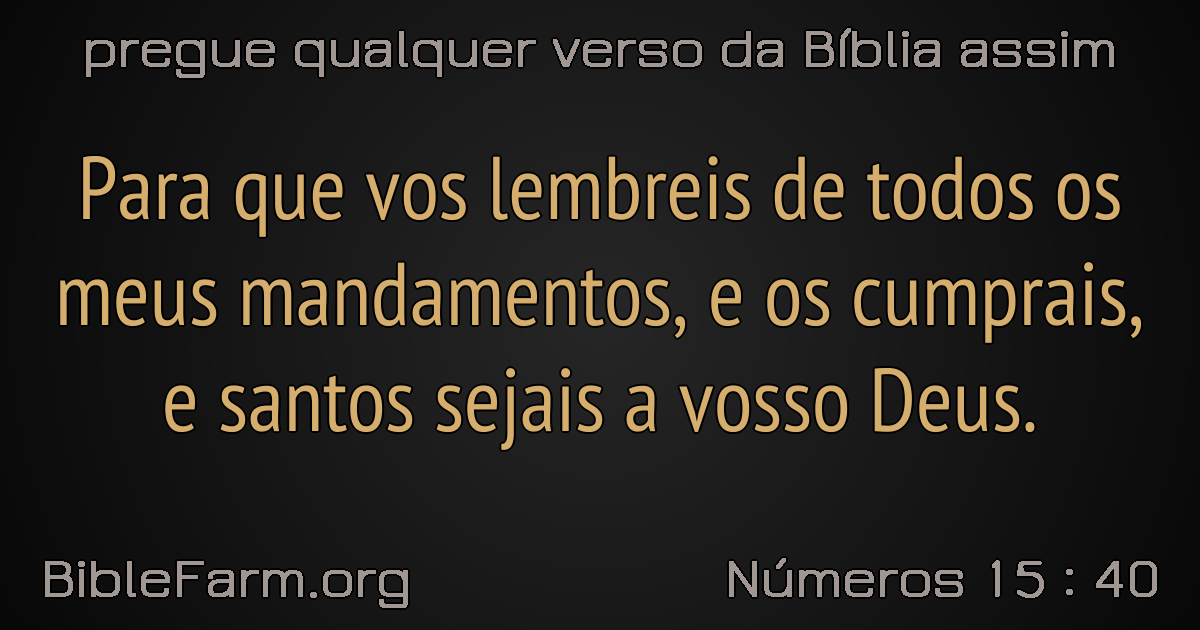 pregue qualquer verso da Bíblia assim
Para que vos lembreis de todos os
meus mandamentos, e os cumprais,
e santos sejais a vosso Deus.
BibleFarm.org
Números 15 : 40